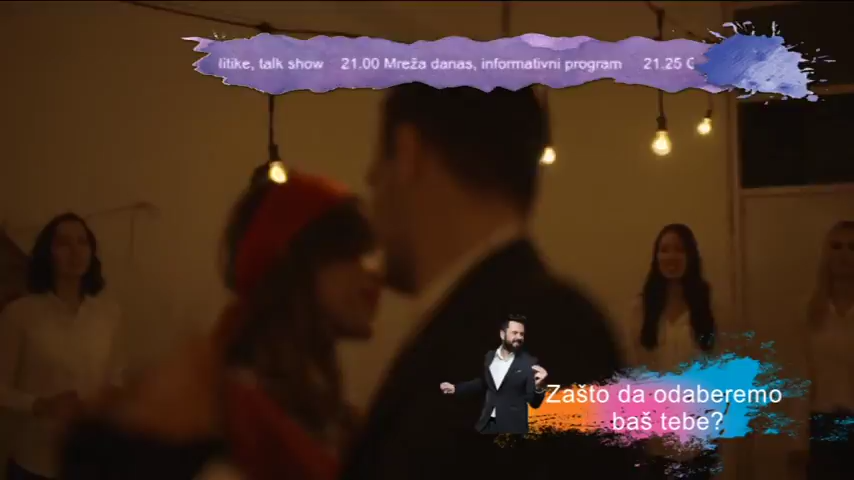 litike, talk show 21.00 Mreža danas, informativni program 21.25
Zašto da odaberemo
baš tebe?